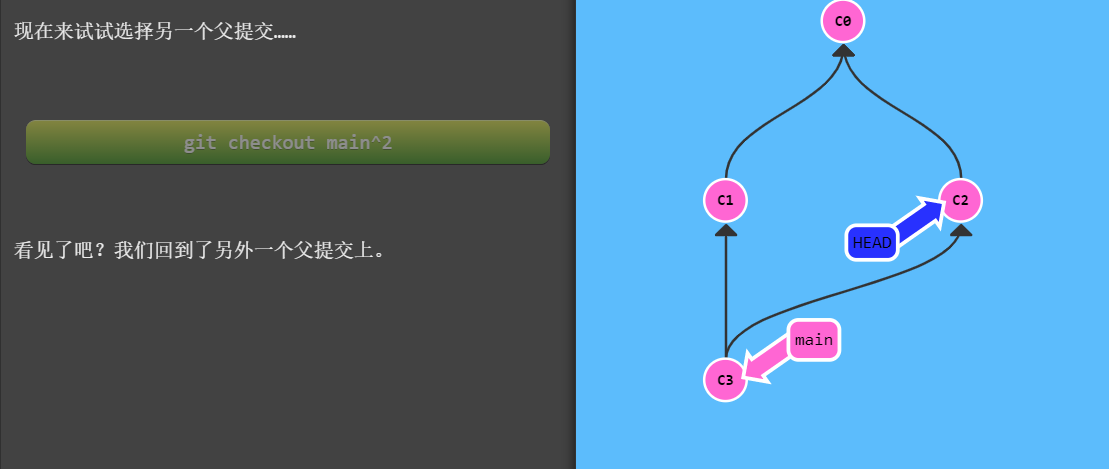 现在来试试选择另一个父提交……
git checkout main^2
看见了吧？我们回到了另外一个父提交上。
C0
C1
C2
HEAD
main
C3